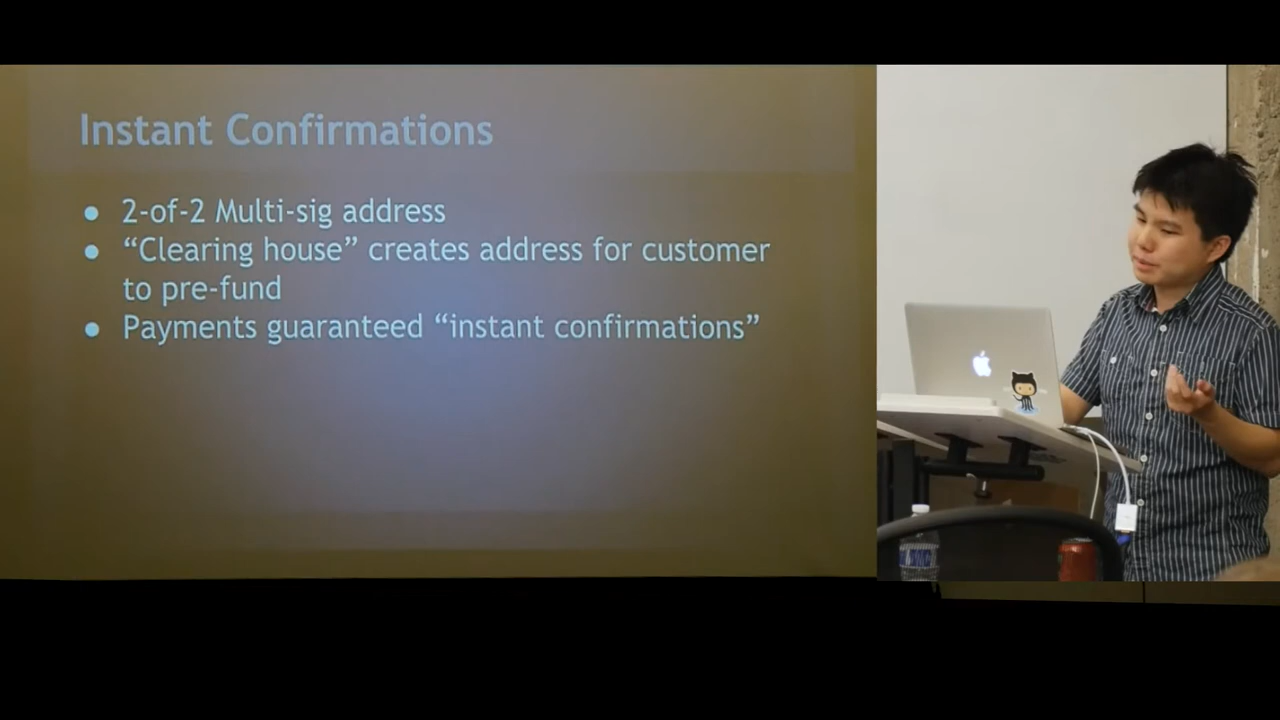 Instant Confirmations
● 2-of-2 Multi-sig address
● “Clearing house” creates address for customer
to pre-fund
● Payments guaranteed “instant confirmations”